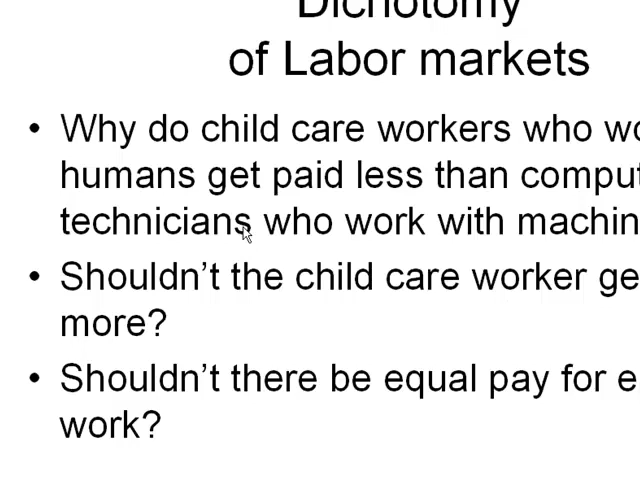 Dichotomy
of Labor markets
• Why do child care workers who wo
humans get paid less than comput
technicians who work with machin
• Shouldn’t the child care worker ge
more?
• Shouldn’t there be equal pay for e
work?